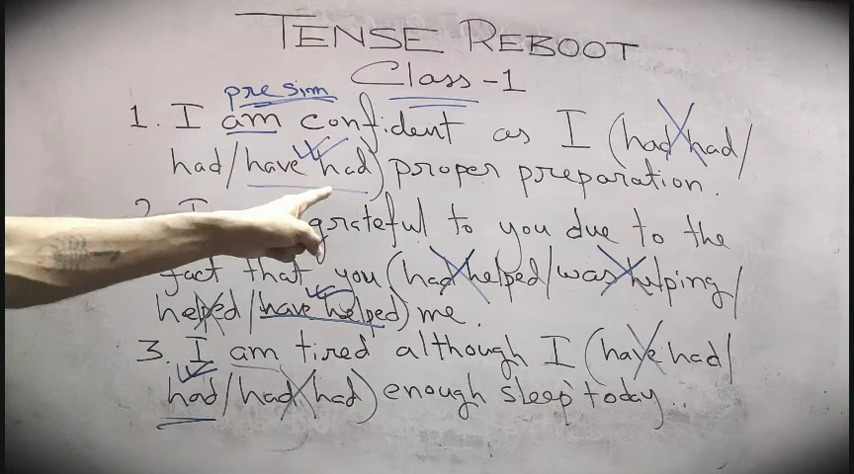 TENSE REBOOT
Class -1
pre sim
1. I am confident as I (had had/
had/have had) proper preparation.
2. I grateful to you due to the
fact that you (had helped/was helping/
helped/have helped) me.
3. I am tired although I (have had/
had/had had) enough sleep today..